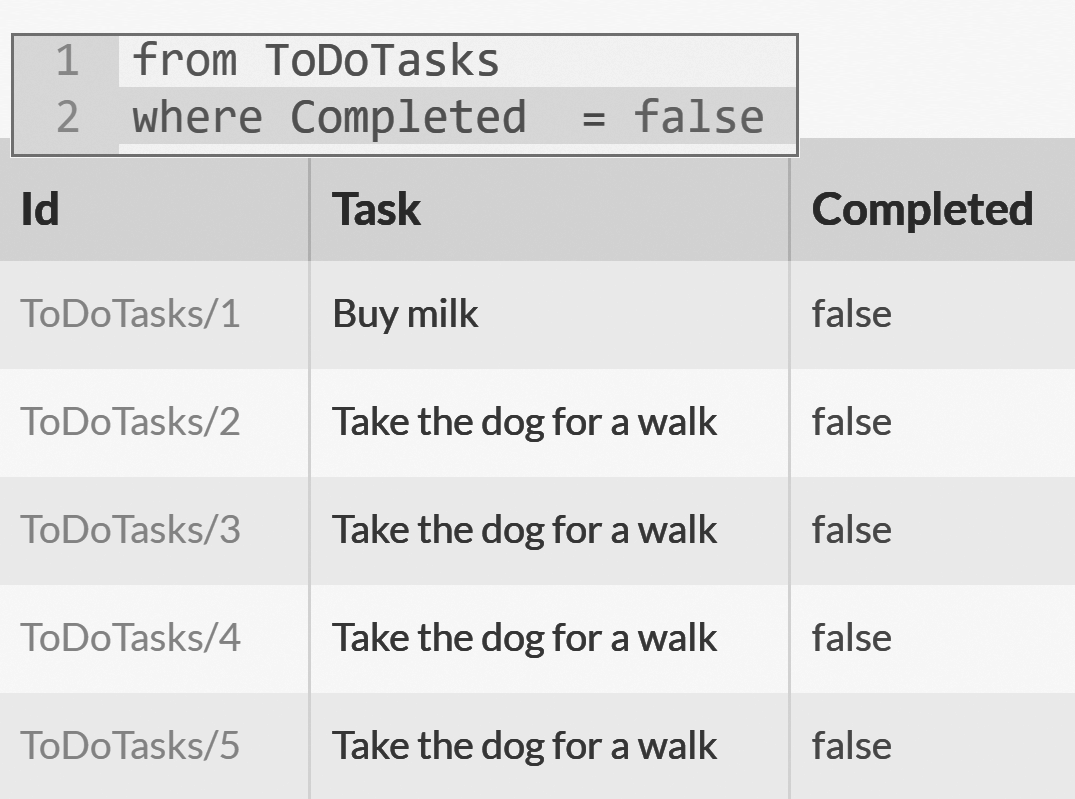 1 from ToDoTasks
2 where Completed  = false
Id Task Completed
ToDoTasks/1 Buy milk false
ToDoTasks/2 Take the dog for a walk false
ToDoTasks/3 Take the dog for a walk false
ToDoTasks/4 Take the dog for a walk false
ToDoTasks/5 Take the dog for a walk false